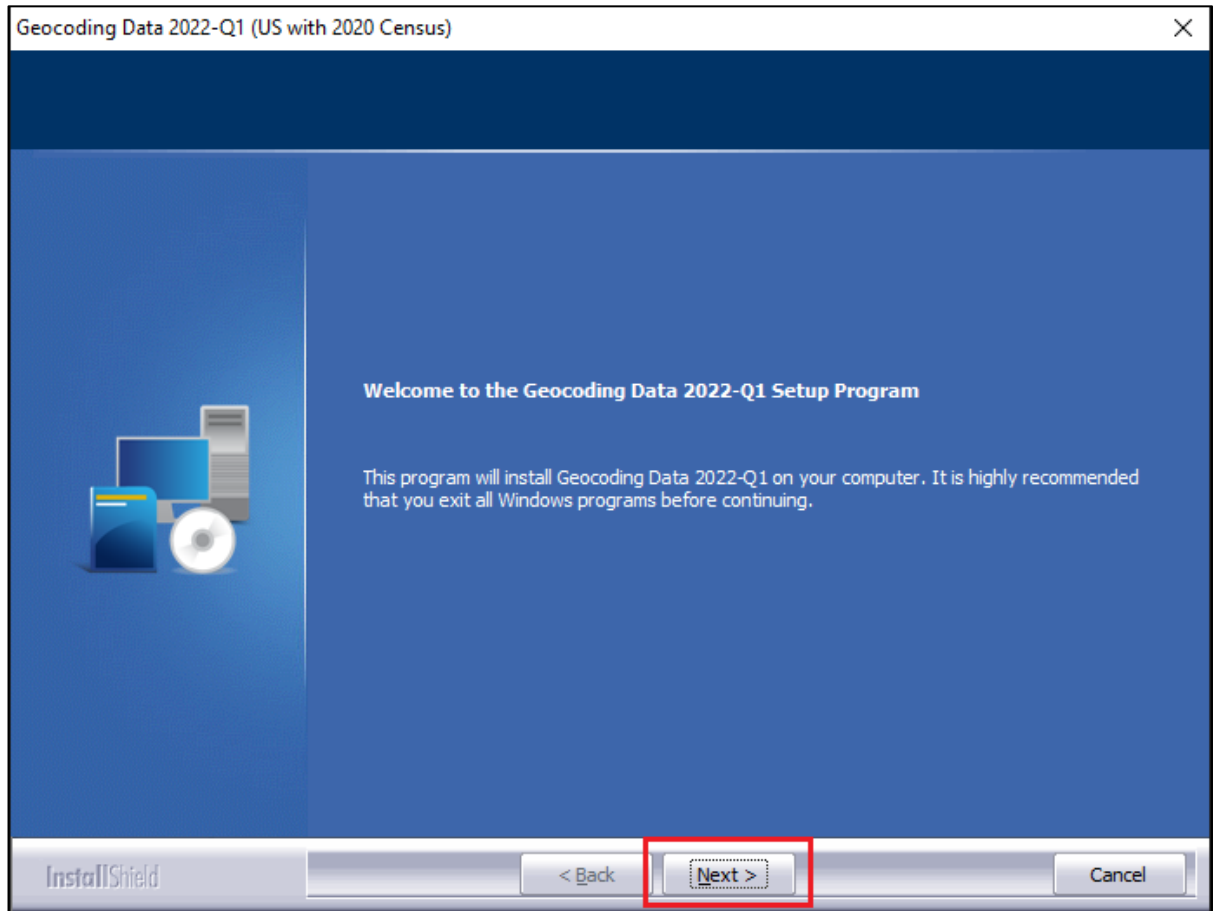 Geocoding Data 2022-Q1 (US with 2020 Census)
Welcome to the Geocoding Data 2022-Q1 Setup Program
This program will install Geocoding Data 2022-Q1 on your computer. It is highly recommended
that you exit all Windows programs before continuing.
InstallShield
< Back
Next >
Cancel